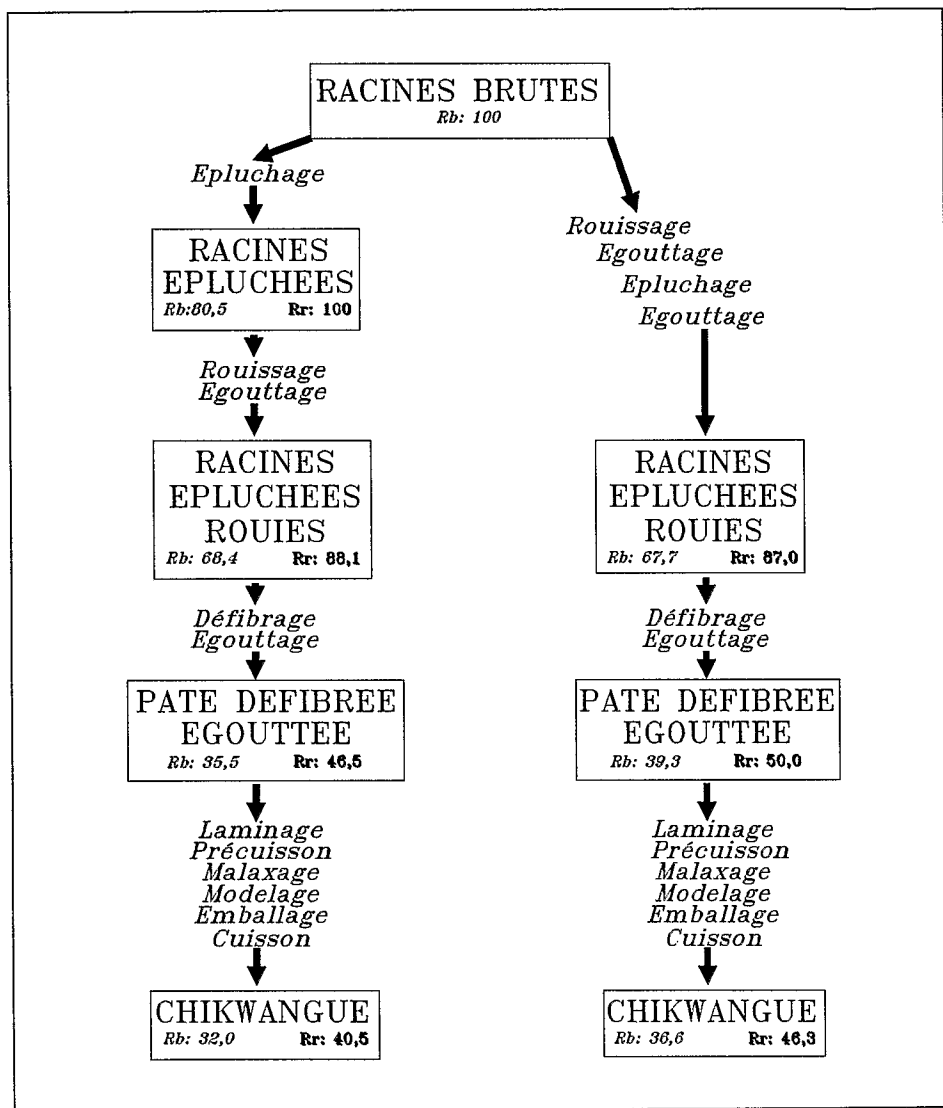 RACINES BRUTES
Rb: 100
Epluchage
RACINES
EPLUCHEES
Rb:80,5 Rr: 100
Rouissage
Egouttage
RACINES
EPLUCHEES
ROUIES
Rb: 68,4 Rr: 88,1
Défibrage
Egouttage
PATE DEFIBREE
EGOUTTEE
Rb: 35,5 Rr: 46,5
Laminage
Précuisson
Malaxage
Modelage
Emballage
Cuisson
CHIKWANGUE
Rb: 32,0 Rr: 40,5
Rouissage
Egouttage
Epluchage
Egouttage
RACINES
EPLUCHEES
ROUIES
Rb: 67,7 Rr: 87,0
Défibrage
Egouttage
PATE DEFIBREE
EGOUTTEE
Rb: 39,3 Rr: 50,0
Laminage
Précuisson
Malaxage
Modelage
Emballage
Cuisson
CHIKWANGUE
Rb: 36,6 Rr: 46,3